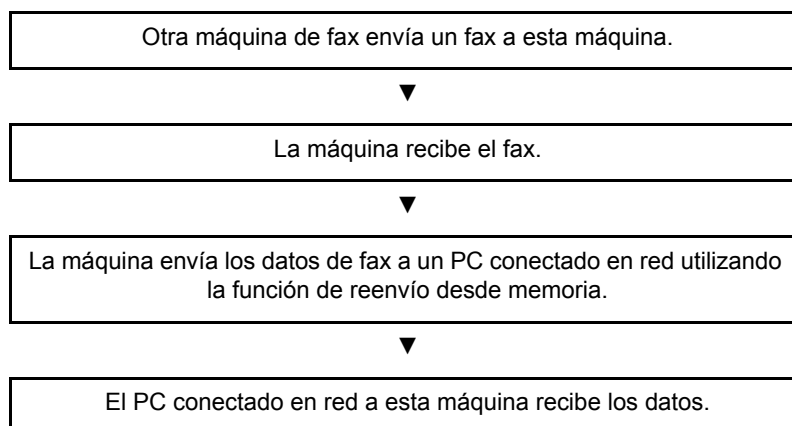 Otra máquina de fax envía un fax a esta máquina.
▼
La máquina recibe el fax.
▼
La máquina envía los datos de fax a un PC conectado en red utilizando
la función de reenvío desde memoria.
▼
El PC conectado en red a esta máquina recibe los datos.